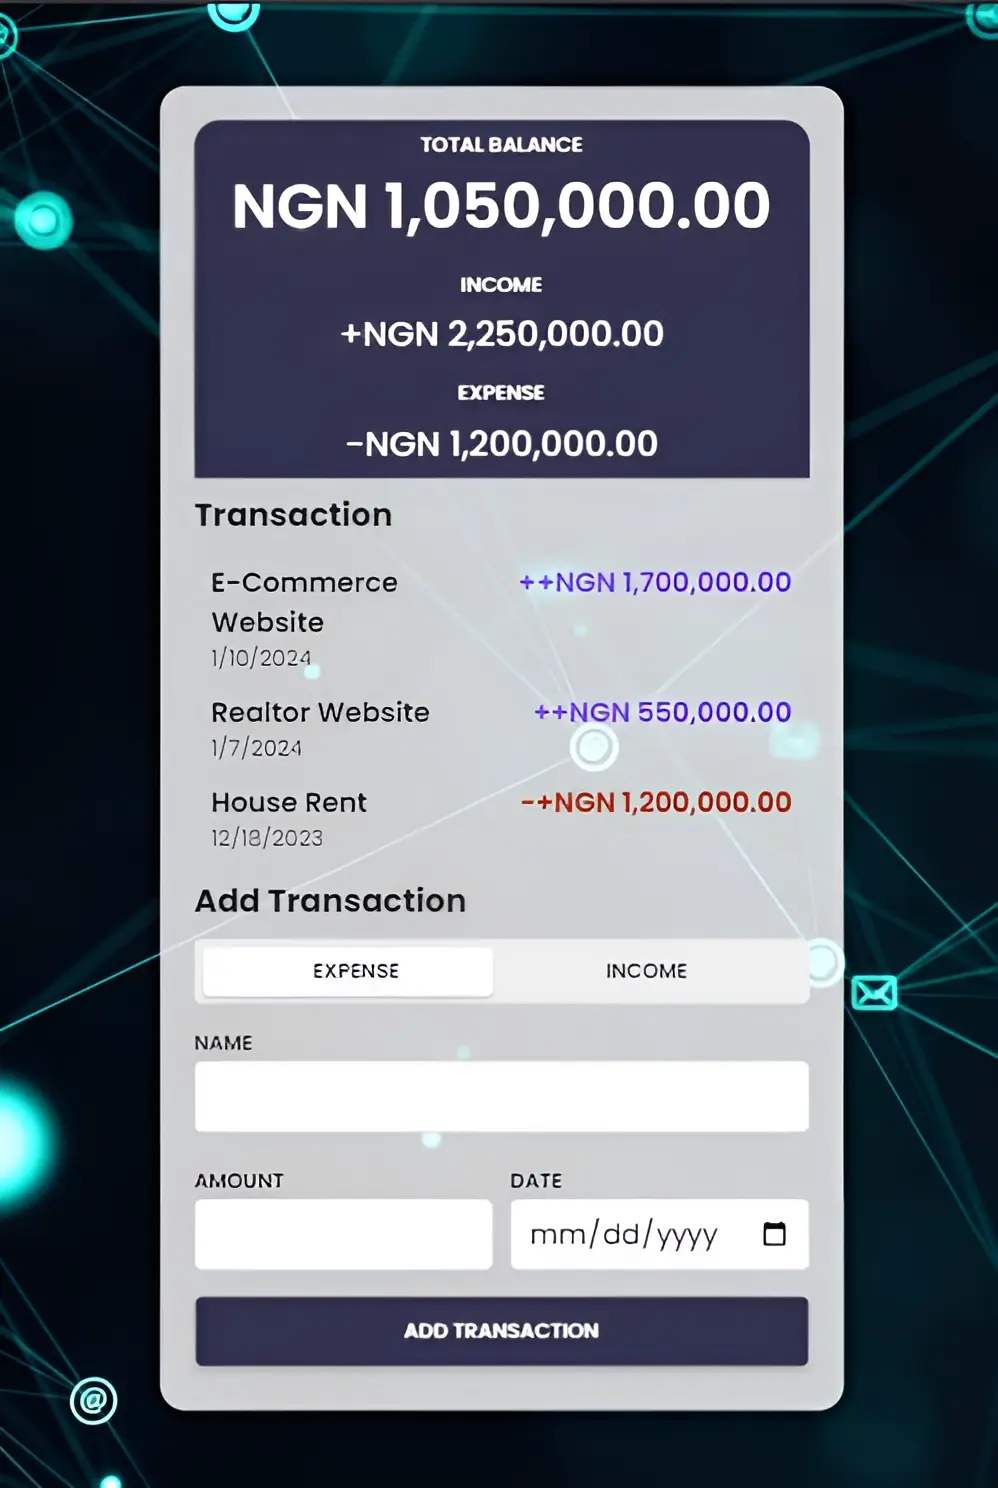 TOTAL BALANCE
NGN 1,050,000.00
INCOME
+NGN 2,250,000.00
EXPENSE
-NGN 1,200,000.00
Transaction
E-Commerce ++NGN 1,700,000.00
Website
1/10/2024
Realtor Website ++NGN 550,000.00
1/7/2024
House Rent -+NGN 1,200,000.00
12/18/2023
Add Transaction
EXPENSE INCOME
NAME
AMOUNT DATE
mm/dd/yyyy
ADD TRANSACTION
@